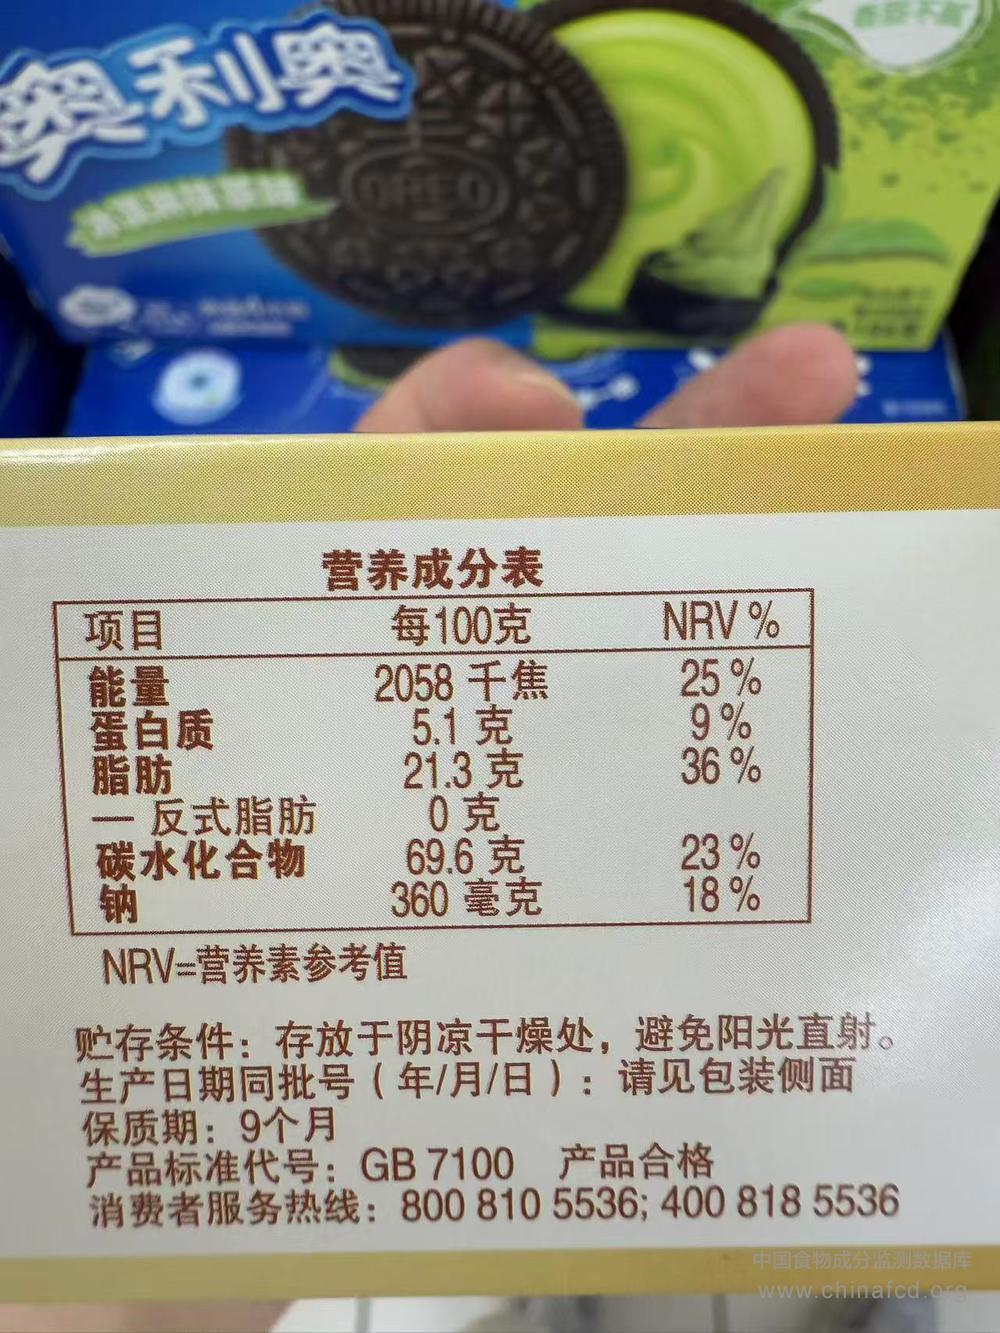 奥利奥
OREO
营养成分表
项目 每100克 NRV %
能量 2058 千焦 25 %
蛋白质 5.1 克 9 %
脂肪 21.3 克 36 %
— 反式脂肪 0 克
碳水化合物 69.6 克 23 %
钠 360 毫克 18 %
NRV=营养素参考值
贮存条件：存放于阴凉干燥处，避免阳光直射。
生产日期同批号（年/月/日）：请见包装侧面
保质期：9个月
产品标准代号：GB 7100 产品合格
消费者服务热线：800 810 5536; 400 818 5536
中国食物成分监测数据库
www.chinafcd.org